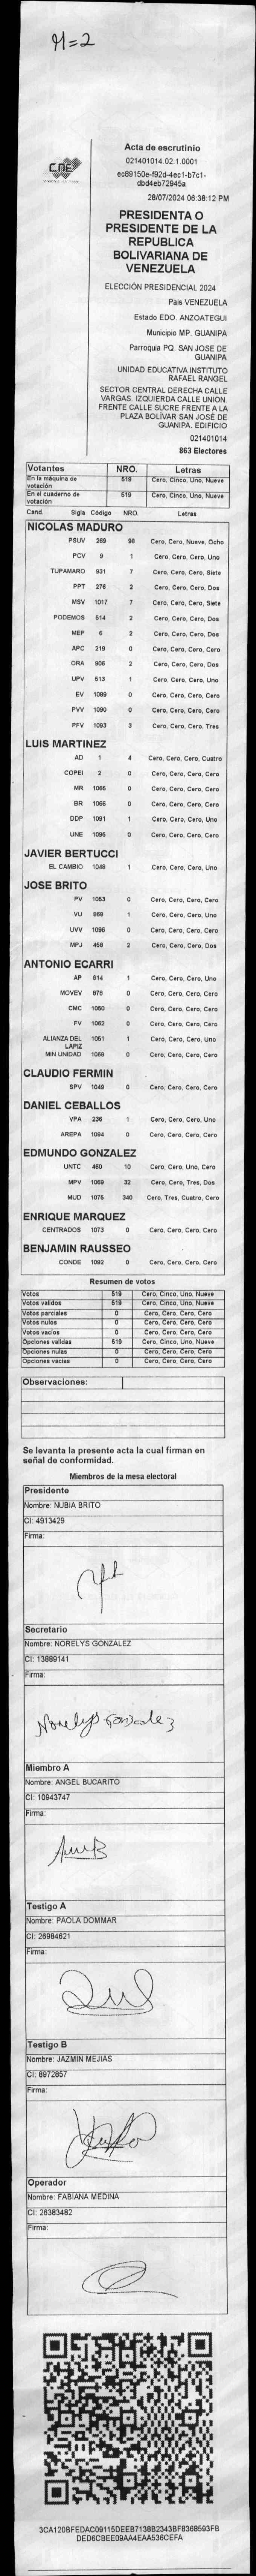 M=2
CNE
Acta de escrutinio
021401014.02.1.0001
ec89150e-f92d-4ec1-b7c1-
dbd4eb72945a
28/07/2024 06:38:12 PM
PRESIDENTA O
PRESIDENTE DE LA
REPUBLICA
BOLIVARIANA DE
VENEZUELA
ELECCIÓN PRESIDENCIAL 2024
País VENEZUELA
Estado EDO. ANZOATEGUI
Municipio MP. GUANIPA
Parroquia PQ. SAN JOSE DE
GUANIPA
UNIDAD EDUCATIVA INSTITUTO
RAFAEL RANGEL
SECTOR CENTRAL DERECHA CALLE
VARGAS. IZQUIERDA CALLE UNION.
FRENTE CALLE SUCRE FRENTE A LA
PLAZA BOLÍVAR SAN JOSÉ DE
GUANIPA. EDIFICIO
021401014
863 Electores
Votantes NRO. Letras
En la máquina de votación 519 Cero, Cinco, Uno, Nueve
En el cuaderno de votación 519 Cero, Cinco, Uno, Nueve
Cand. Sigla Código NRO. Letras
NICOLAS MADURO
PSUV 269 98 Cero, Cero, Nueve, Ocho
PCV 9 1 Cero, Cero, Cero, Uno
TUPAMARO 931 7 Cero, Cero, Cero, Siete
PPT 276 2 Cero, Cero, Cero, Dos
MSV 1017 7 Cero, Cero, Cero, Siete
PODEMOS 514 2 Cero, Cero, Cero, Dos
MEP 6 2 Cero, Cero, Cero, Dos
APC 219 0 Cero, Cero, Cero, Cero
ORA 906 2 Cero, Cero, Cero, Dos
UPV 513 1 Cero, Cero, Cero, Uno
EV 1089 0 Cero, Cero, Cero, Cero
PVV 1090 0 Cero, Cero, Cero, Cero
PFV 1093 3 Cero, Cero, Cero, Tres
LUIS MARTINEZ
AD 1 4 Cero, Cero, Cero, Cuatro
COPEI 2 0 Cero, Cero, Cero, Cero
MR 1066 0 Cero, Cero, Cero, Cero
BR 1065 0 Cero, Cero, Cero, Cero
DDP 1091 1 Cero, Cero, Cero, Uno
UNE 1095 0 Cero, Cero, Cero, Cero
JAVIER BERTUCCI
EL CAMBIO 1048 1 Cero, Cero, Cero, Uno
JOSE BRITO
PV 1053 0 Cero, Cero, Cero, Cero
VU 969 1 Cero, Cero, Cero, Uno
UVV 1096 0 Cero, Cero, Cero, Cero
MPJ 459 2 Cero, Cero, Cero, Dos
ANTONIO ECARRI
AP 814 1 Cero, Cero, Cero, Uno
MOVEV 978 0 Cero, Cero, Cero, Cero
CMC 1050 0 Cero, Cero, Cero, Cero
FV 1052 0 Cero, Cero, Cero, Cero
ALIANZA DEL LAPIZ 1051 1 Cero, Cero, Cero, Uno
MIN UNIDAD 1069 0 Cero, Cero, Cero, Cero
CLAUDIO FERMIN
SPV 1049 0 Cero, Cero, Cero, Cero
DANIEL CEBALLOS
VPA 236 1 Cero, Cero, Cero, Uno
AREPA 1094 0 Cero, Cero, Cero, Cero
EDMUNDO GONZALEZ
UNTC 460 10 Cero, Cero, Uno, Cero
MPV 1069 32 Cero, Cero, Tres, Dos
MUD 1075 340 Cero, Tres, Cuatro, Cero
ENRIQUE MARQUEZ
CENTRADOS 1073 0 Cero, Cero, Cero, Cero
BENJAMIN RAUSSEO
CONDE 1092 0 Cero, Cero, Cero, Cero
Resumen de votos
Votos 519 Cero, Cinco, Uno, Nueve
Votos validos 519 Cero, Cinco, Uno, Nueve
Votos parciales 0 Cero, Cero, Cero, Cero
Votos nulos 0 Cero, Cero, Cero, Cero
Votos vacios 0 Cero, Cero, Cero, Cero
Opciones validas 519 Cero, Cinco, Uno, Nueve
Opciones nulas 0 Cero, Cero, Cero, Cero
Opciones vacias 0 Cero, Cero, Cero, Cero
Observaciones:
Se levanta la presente acta la cual firman en
señal de conformidad.
Miembros de la mesa electoral
Presidente
Nombre: NUBIA BRITO
CI: 4913429
Firma:
Secretario
Nombre: NORELYS GONZALEZ
CI: 13889141
Firma:
Norelys Gonzalez
Miembro A
Nombre: ANGEL BUCARITO
CI: 10943747
Firma:
Testigo A
Nombre: PAOLA DOMMAR
CI: 26984621
Firma:
Testigo B
Nombre: JAZMIN MEJIAS
CI: 8972857
Firma:
Operador
Nombre: FABIANA MEDINA
CI: 26383482
Firma:
3CA120BFEDAC09115DEEB7138B2343BFB368593FB
DED6CBEE09AA4EAA536CEFA